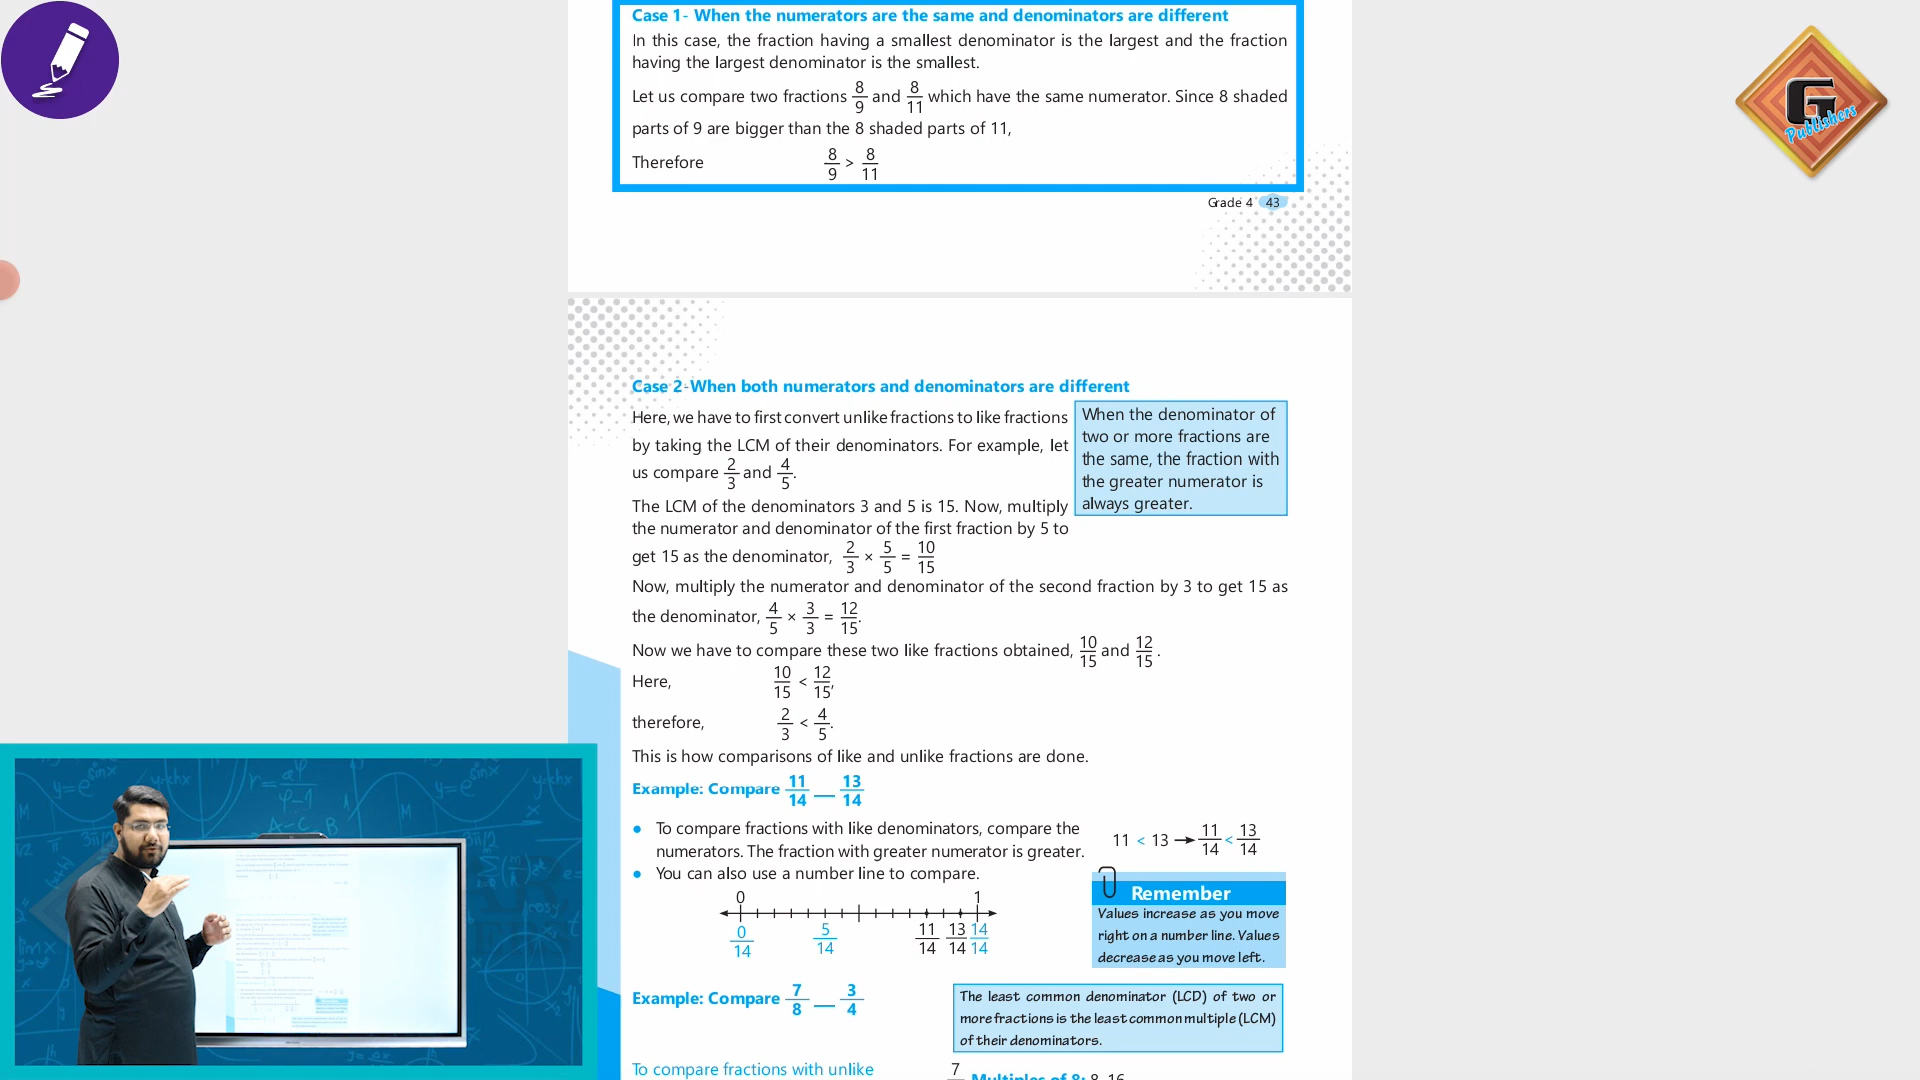 Case 1- When the numerators are the same and denominators are different
In this case, the fraction having a smallest denominator is the largest and the fraction
having the largest denominator is the smallest.
Let us compare two fractions 8/9 and 8/11 which have the same numerator. Since 8 shaded
parts of 9 are bigger than the 8 shaded parts of 11,
Therefore 8/9 > 8/11
Grade 4 43
G
Publishers
Case 2-When both numerators and denominators are different
Here, we have to first convert unlike fractions to like fractions
by taking the LCM of their denominators. For example, let
us compare 2/3 and 4/5.
When the denominator of
two or more fractions are
the same, the fraction with
the greater numerator is
always greater.
The LCM of the denominators 3 and 5 is 15. Now, multiply
the numerator and denominator of the first fraction by 5 to
get 15 as the denominator, 2/3 × 5/5 = 10/15
Now, multiply the numerator and denominator of the second fraction by 3 to get 15 as
the denominator, 4/5 × 3/3 = 12/15.
Now we have to compare these two like fractions obtained, 10/15 and 12/15 .
Here, 10/15 < 12/15,
therefore, 2/3 < 4/5.
This is how comparisons of like and unlike fractions are done.
Example: Compare 11/14 __ 13/14
• To compare fractions with like denominators, compare the
numerators. The fraction with greater numerator is greater.
11 < 13 → 11/14 < 13/14
• You can also use a number line to compare.
0 1
0/14 5/14 11/14 13/14 14/14
Remember
Values increase as you move
right on a number line. Values
decrease as you move left.
Example: Compare 7/8 __ 3/4
The least common denominator (LCD) of two or
more fractions is the least common multiple (LCM)
of their denominators.
To compare fractions with unlike
7
Multiples of 8: 8, 16